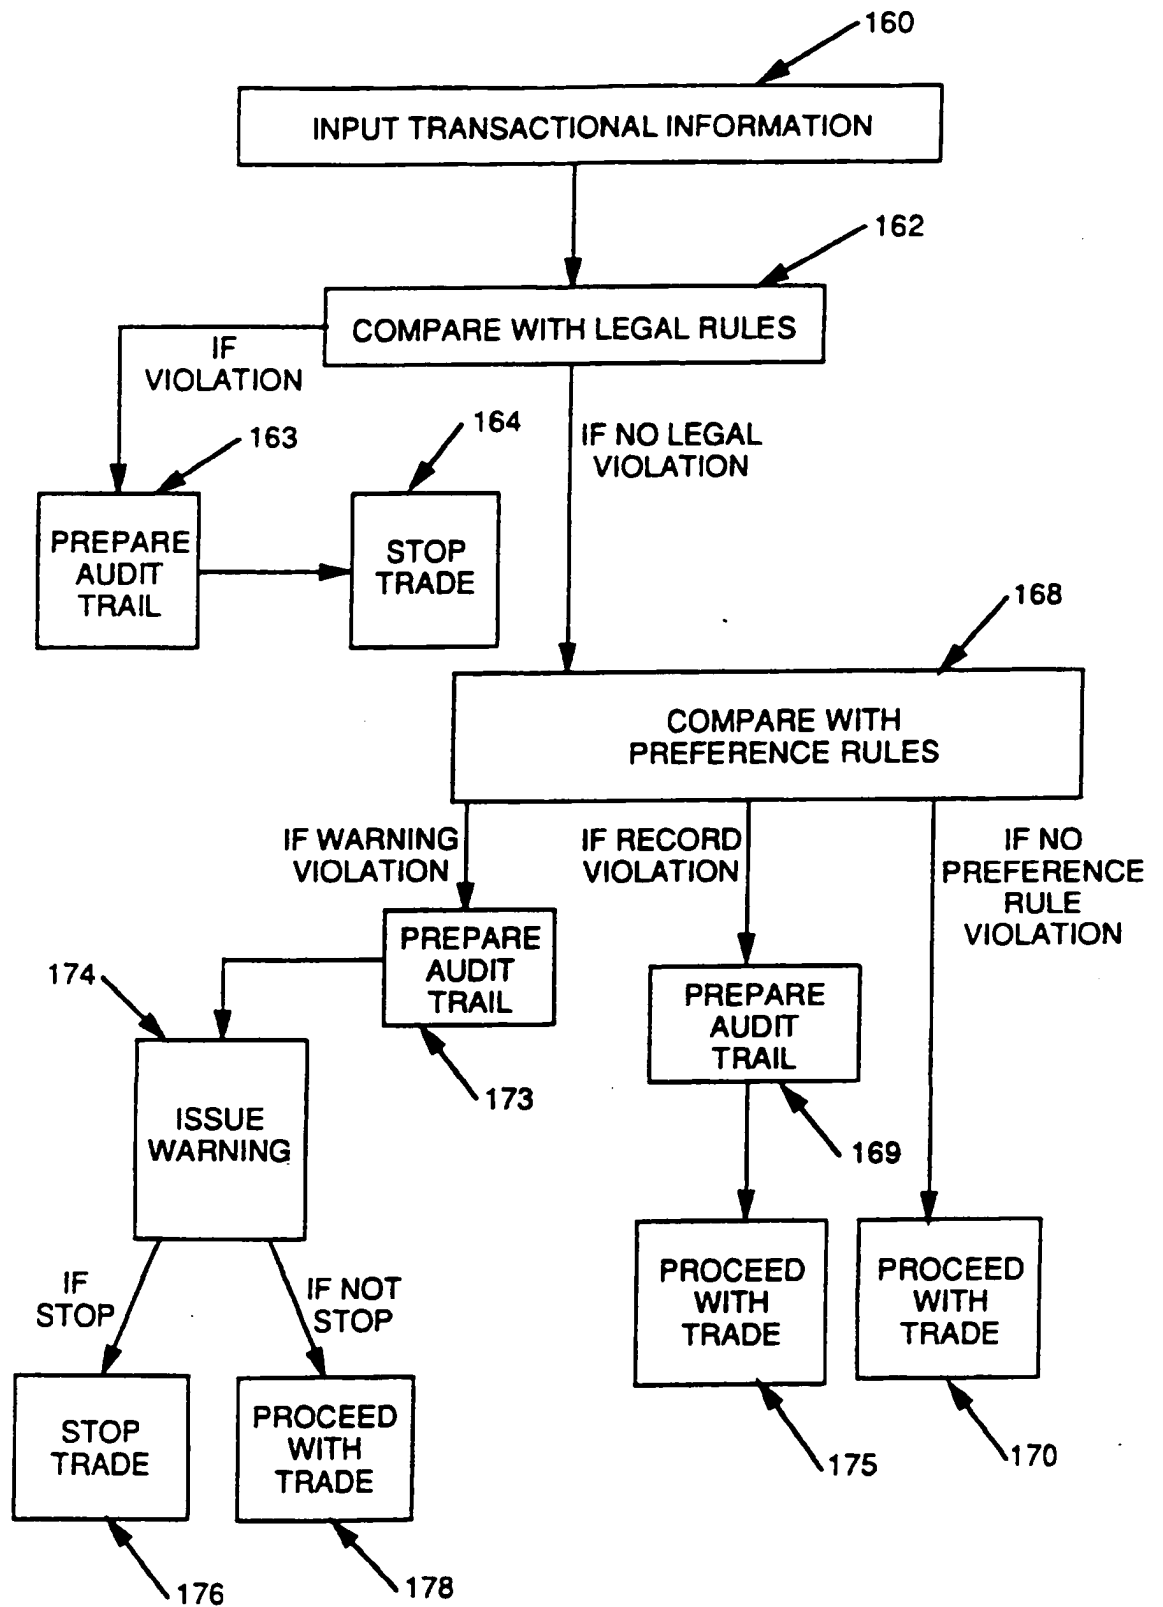 160
INPUT TRANSACTIONAL INFORMATION
162
COMPARE WITH LEGAL RULES
IF
VIOLATION
163
164
IF NO LEGAL
VIOLATION
PREPARE
AUDIT
TRAIL
STOP
TRADE
168
COMPARE WITH
PREFERENCE RULES
IF WARNING
VIOLATION
IF RECORD
VIOLATION
IF NO
PREFERENCE
RULE
VIOLATION
PREPARE
AUDIT
TRAIL
174
173
PREPARE
AUDIT
TRAIL
169
ISSUE
WARNING
IF
STOP
IF NOT
STOP
PROCEED
WITH
TRADE
PROCEED
WITH
TRADE
STOP
TRADE
PROCEED
WITH
TRADE
175
170
176
178